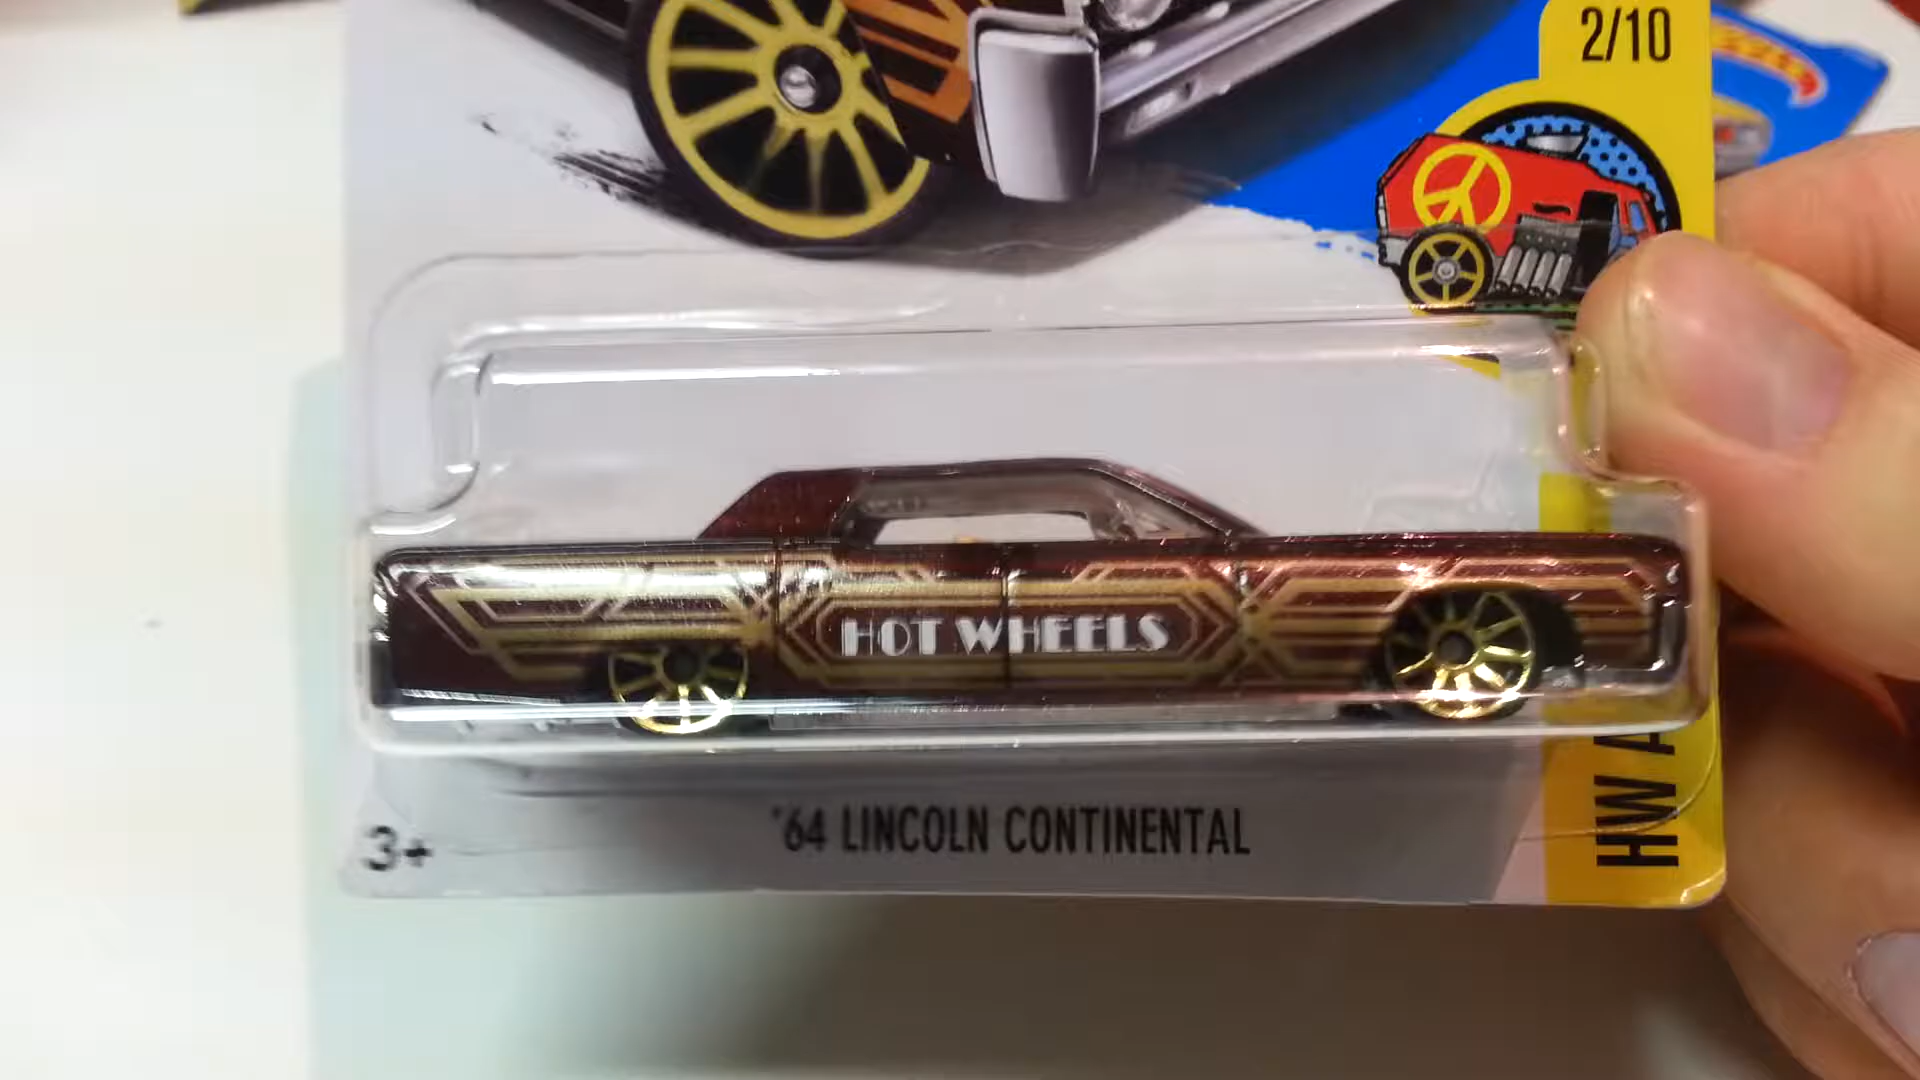 2/10
HOT WHEELS
3+
'64 LINCOLN CONTINENTAL
HW A